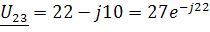 U₂₃ = 22 − j10 = 27e⁻ʲ²²